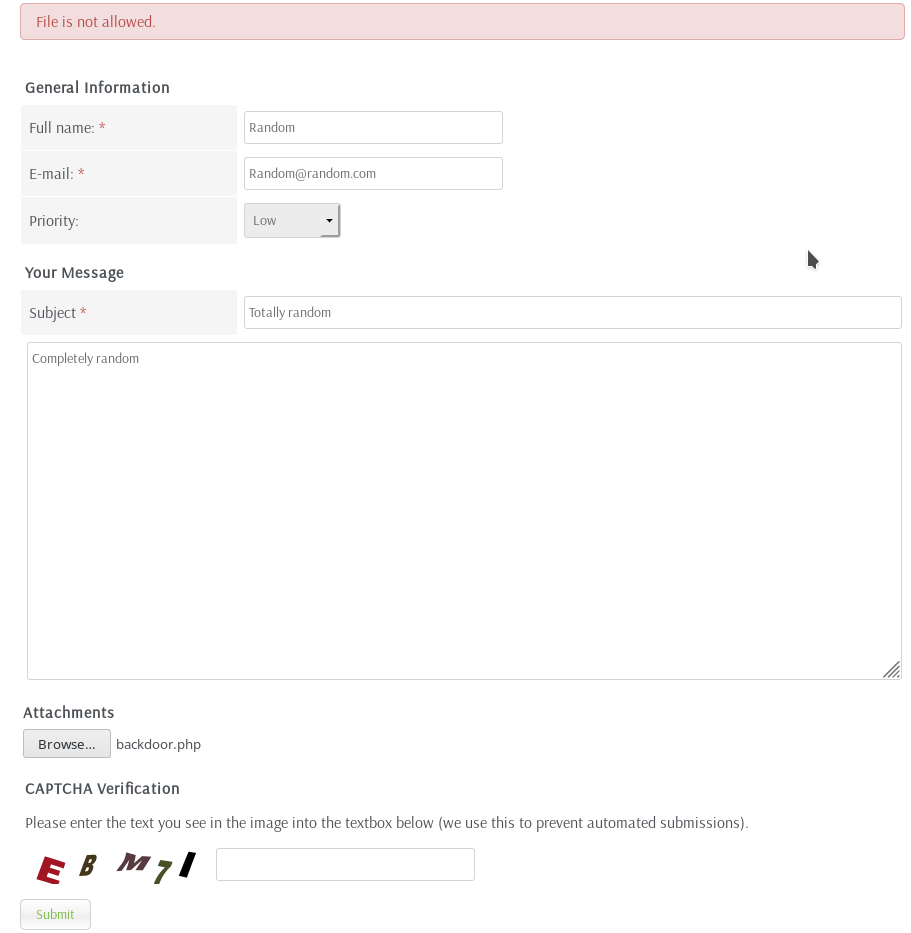 File is not allowed.
General Information
Full name: *
Random
E-mail: *
Random@random.com
Priority:
Low
Your Message
Subject *
Totally random
Completely random
Attachments
Browse... backdoor.php
CAPTCHA Verification
Please enter the text you see in the image into the textbox below (we use this to prevent automated submissions).
E B M 7 I
Submit